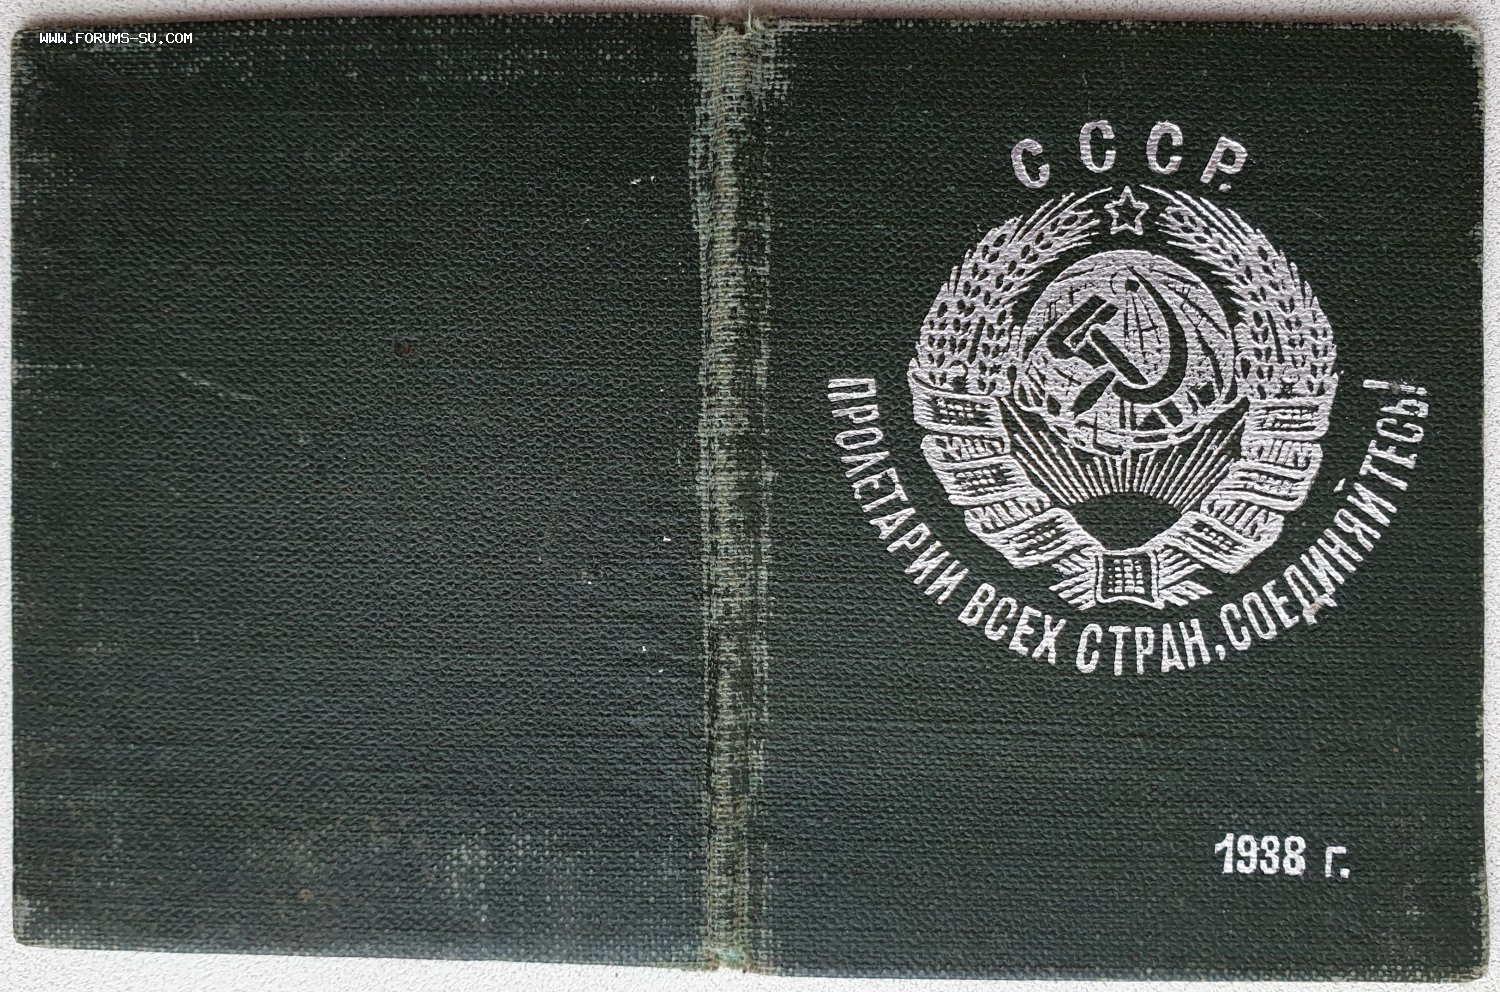 WWW.FORUMS-SU.COM
СССР.
ПРОЛЕТАРИИ ВСЕХ СТРАН, СОЕДИНЯЙТЕСЬ!
1938 г.